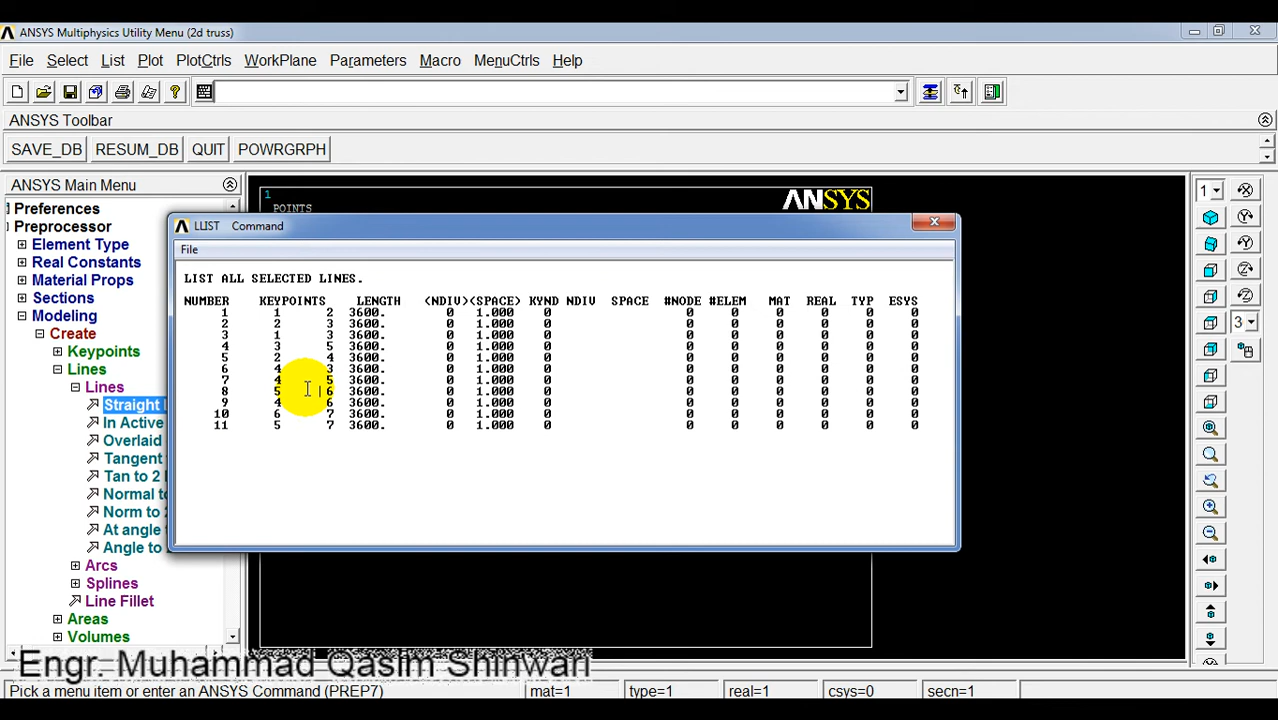 ANSYS Multiphysics Utility Menu (2d truss)
File Select List Plot PlotCtrls WorkPlane Parameters Macro MenuCtrls Help
ANSYS Toolbar
SAVE_DB RESUM_DB QUIT POWRGRPH
ANSYS Main Menu
Preferences
Preprocessor
Element Type
Real Constants
Material Props
Sections
Modeling
Create
Keypoints
Lines
Lines
Straight
In Active
Overlaid
Tangent
Tan to 2
Normal to
Norm to
At angle
Angle to
Arcs
Splines
Line Fillet
Areas
Volumes
1
POINTS
ANSYS
LLIST Command
File
LIST ALL SELECTED LINES.
NUMBER KEYPOINTS LENGTH (NDIV)(SPACE) KYND NDIV SPACE #NODE #ELEM MAT REAL TYP ESYS
1 1 2 3600. 0 1.000 0 0 0 0 0 0 0
2 2 3 3600. 0 1.000 0 0 0 0 0 0 0
3 1 3 3600. 0 1.000 0 0 0 0 0 0 0
4 3 5 3600. 0 1.000 0 0 0 0 0 0 0
5 2 4 3600. 0 1.000 0 0 0 0 0 0 0
6 4 3 3600. 0 1.000 0 0 0 0 0 0 0
7 4 5 3600. 0 1.000 0 0 0 0 0 0 0
8 5 6 3600. 0 1.000 0 0 0 0 0 0 0
9 4 6 3600. 0 1.000 0 0 0 0 0 0 0
10 6 7 3600. 0 1.000 0 0 0 0 0 0 0
11 5 7 3600. 0 1.000 0 0 0 0 0 0 0
1
3
Engr. Muhammad Qasim Shinwari
Pick a menu item or enter an ANSYS Command (PREP7) mat=1 type=1 real=1 csys=0 secn=1